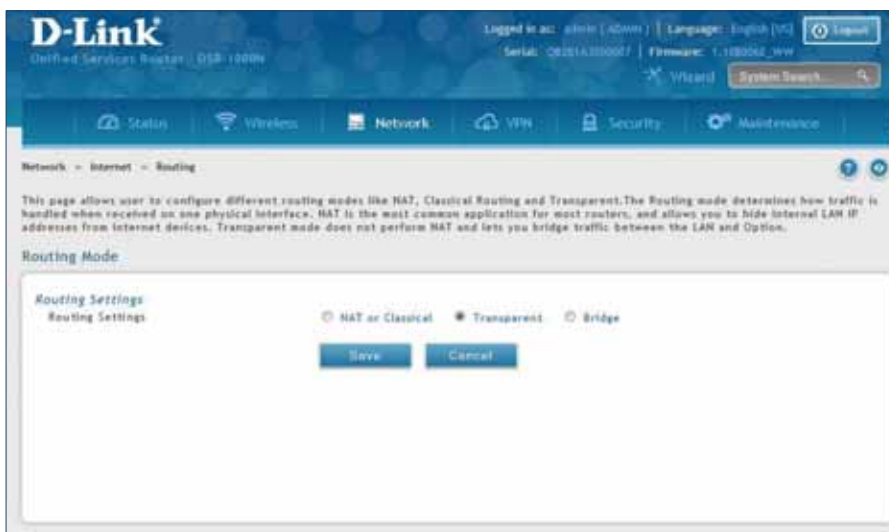 D-Link
Logged in as: admin [ ADMIN ] | Language: English [US]
Logout
Unified Services Router - DSR-1000N
Serial: | Firmware: WW
Wizard
System Search...
Status
Wireless
Network
VPN
Security
Maintenance
Network » Internet » Routing
This page allows user to configure different routing modes like NAT, Classical Routing and Transparent.The Routing mode determines how traffic is
handled when received on one physical interface. NAT is the most common application for most routers, and allows you to hide internal LAN IP
addresses from internet devices. Transparent mode does not perform NAT and lets you bridge traffic between the LAN and Option.
Routing Mode
Routing Settings
Routing Settings
NAT or Classical
Transparent
Bridge
Save
Cancel